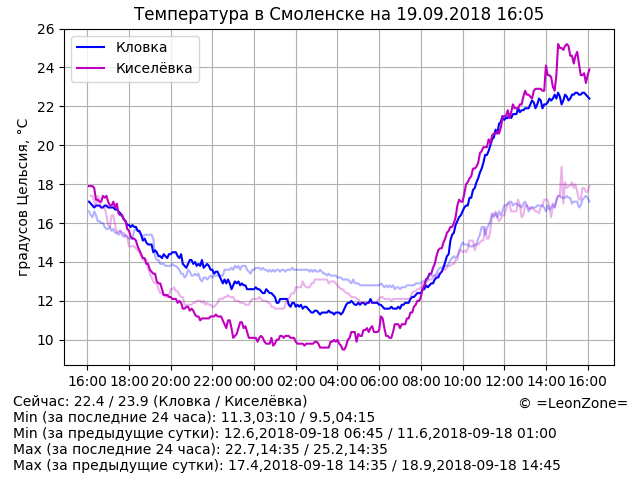 Температура в Смоленске на 19.09.2018 16:05
26
24
22
20
18
16
14
12
10
градусов Цельсия, °C
Кловка
Киселёвка
16:00 18:00 20:00 22:00 00:00 02:00 04:00 06:00 08:00 10:00 12:00 14:00 16:00
Сейчас: 22.4 / 23.9 (Кловка / Киселёвка)
© =LeonZone=
Min (за последние 24 часа): 11.3,03:10 / 9.5,04:15
Min (за предыдущие сутки): 12.6,2018-09-18 06:45 / 11.6,2018-09-18 01:00
Max (за последние 24 часа): 22.7,14:35 / 25.2,14:35
Max (за предыдущие сутки): 17.4,2018-09-18 14:35 / 18.9,2018-09-18 14:45